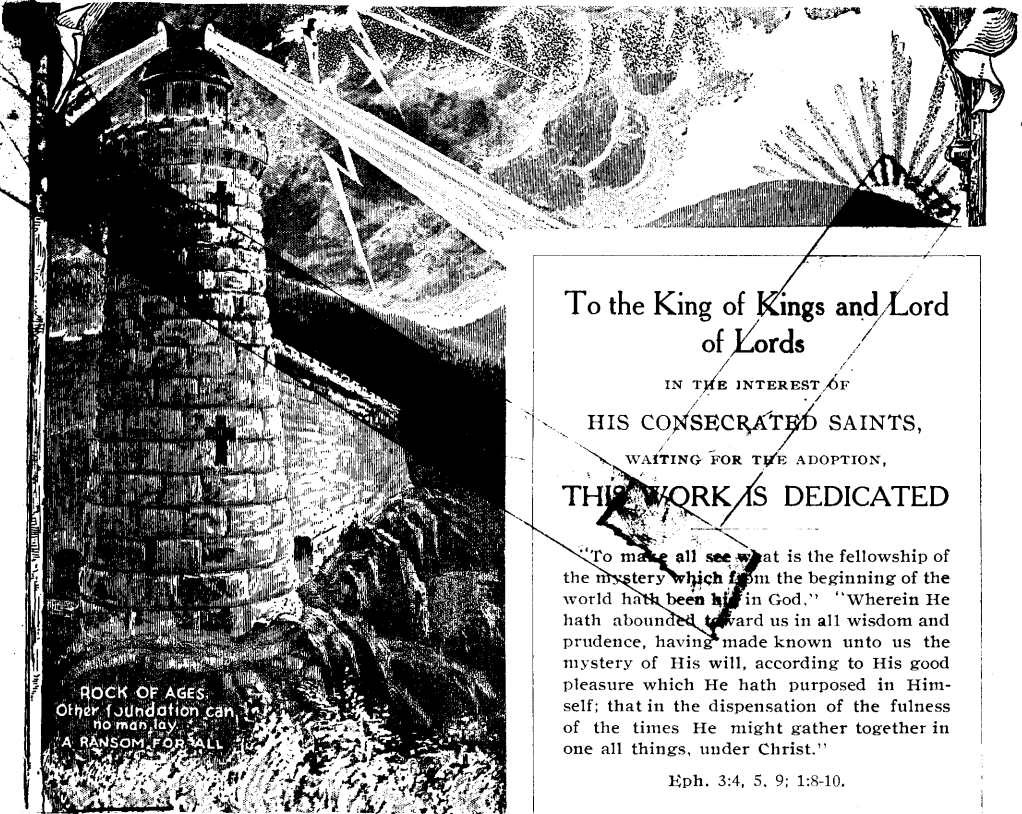 ROCK OF AGES
Other foundation can
no man lay
A RANSOM FOR ALL
To the King of Kings and Lord
of Lords
IN THE INTEREST OF
HIS CONSECRATED SAINTS,
WAITING FOR THE ADOPTION,
THIS WORK IS DEDICATED
"To make all see what is the fellowship of
the mystery which from the beginning of the
world hath been hid in God." "Wherein He
hath abounded toward us in all wisdom and
prudence, having made known unto us the
mystery of His will, according to His good
pleasure which He hath purposed in Him-
self; that in the dispensation of the fulness
of the times He might gather together in
one all things, under Christ."
Eph. 3:4, 5, 9; 1:8-10.